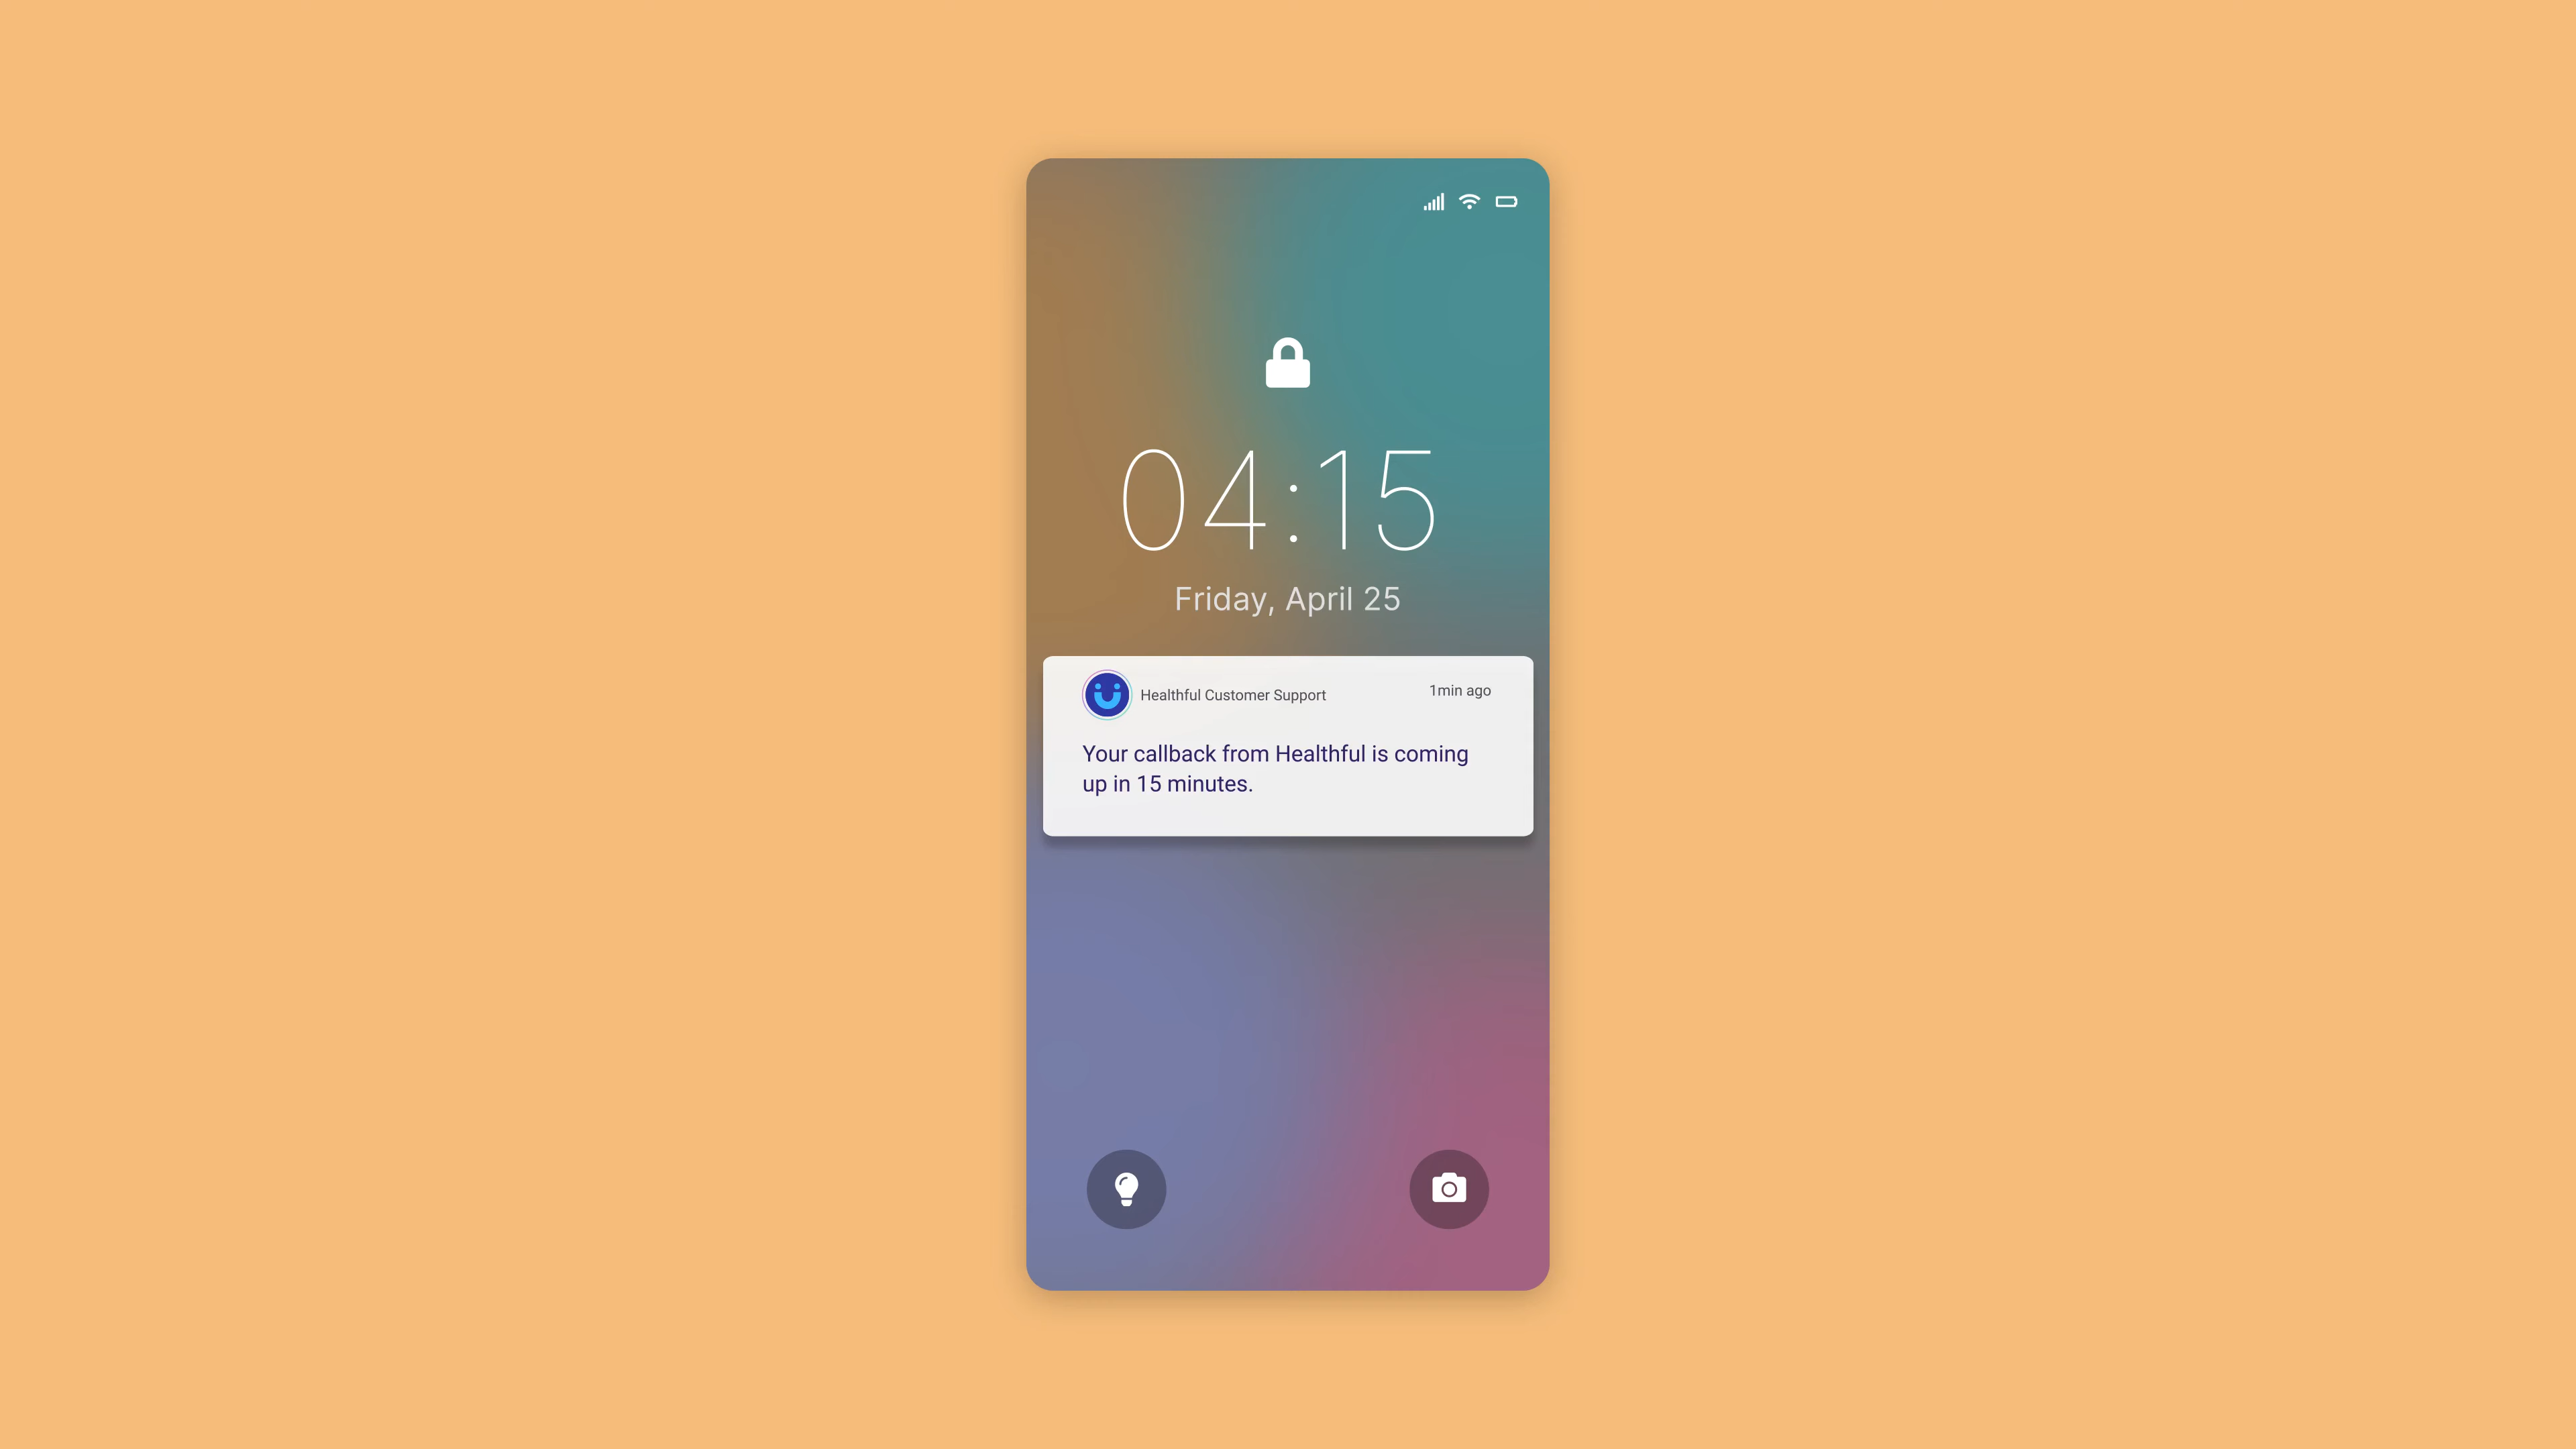 04:15
Friday, April 25
Healthful Customer Support
1min ago
Your callback from Healthful is coming
up in 15 minutes.